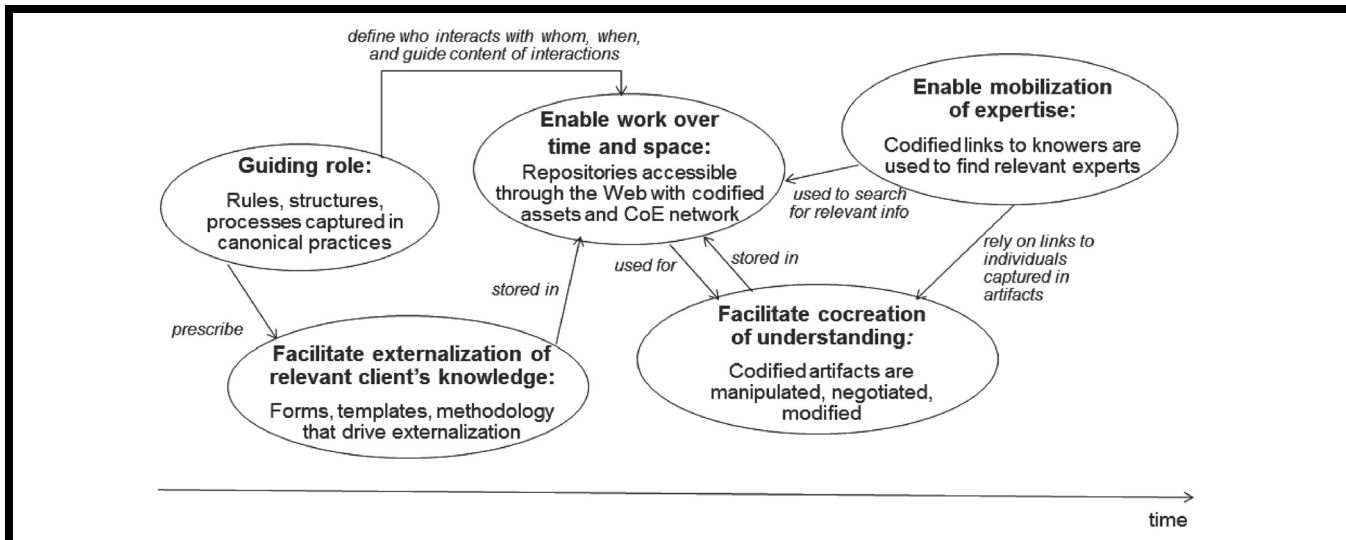 define who interacts with whom, when,
and guide content of interactions
Guiding role:
Rules, structures,
processes captured in
canonical practices
Enable work over
time and space:
Repositories accessible
through the Web with codified
assets and CoE network
Enable mobilization
of expertise:
Codified links to knowers are
used to find relevant experts
used to search
for relevant info
rely on links to
individuals
captured in
artifacts
prescribe
stored in
used for
stored in
Facilitate externalization of
relevant client's knowledge:
Forms, templates, methodology
that drive externalization
Facilitate cocreation
of understanding:
Codified artifacts are
manipulated, negotiated,
modified
time